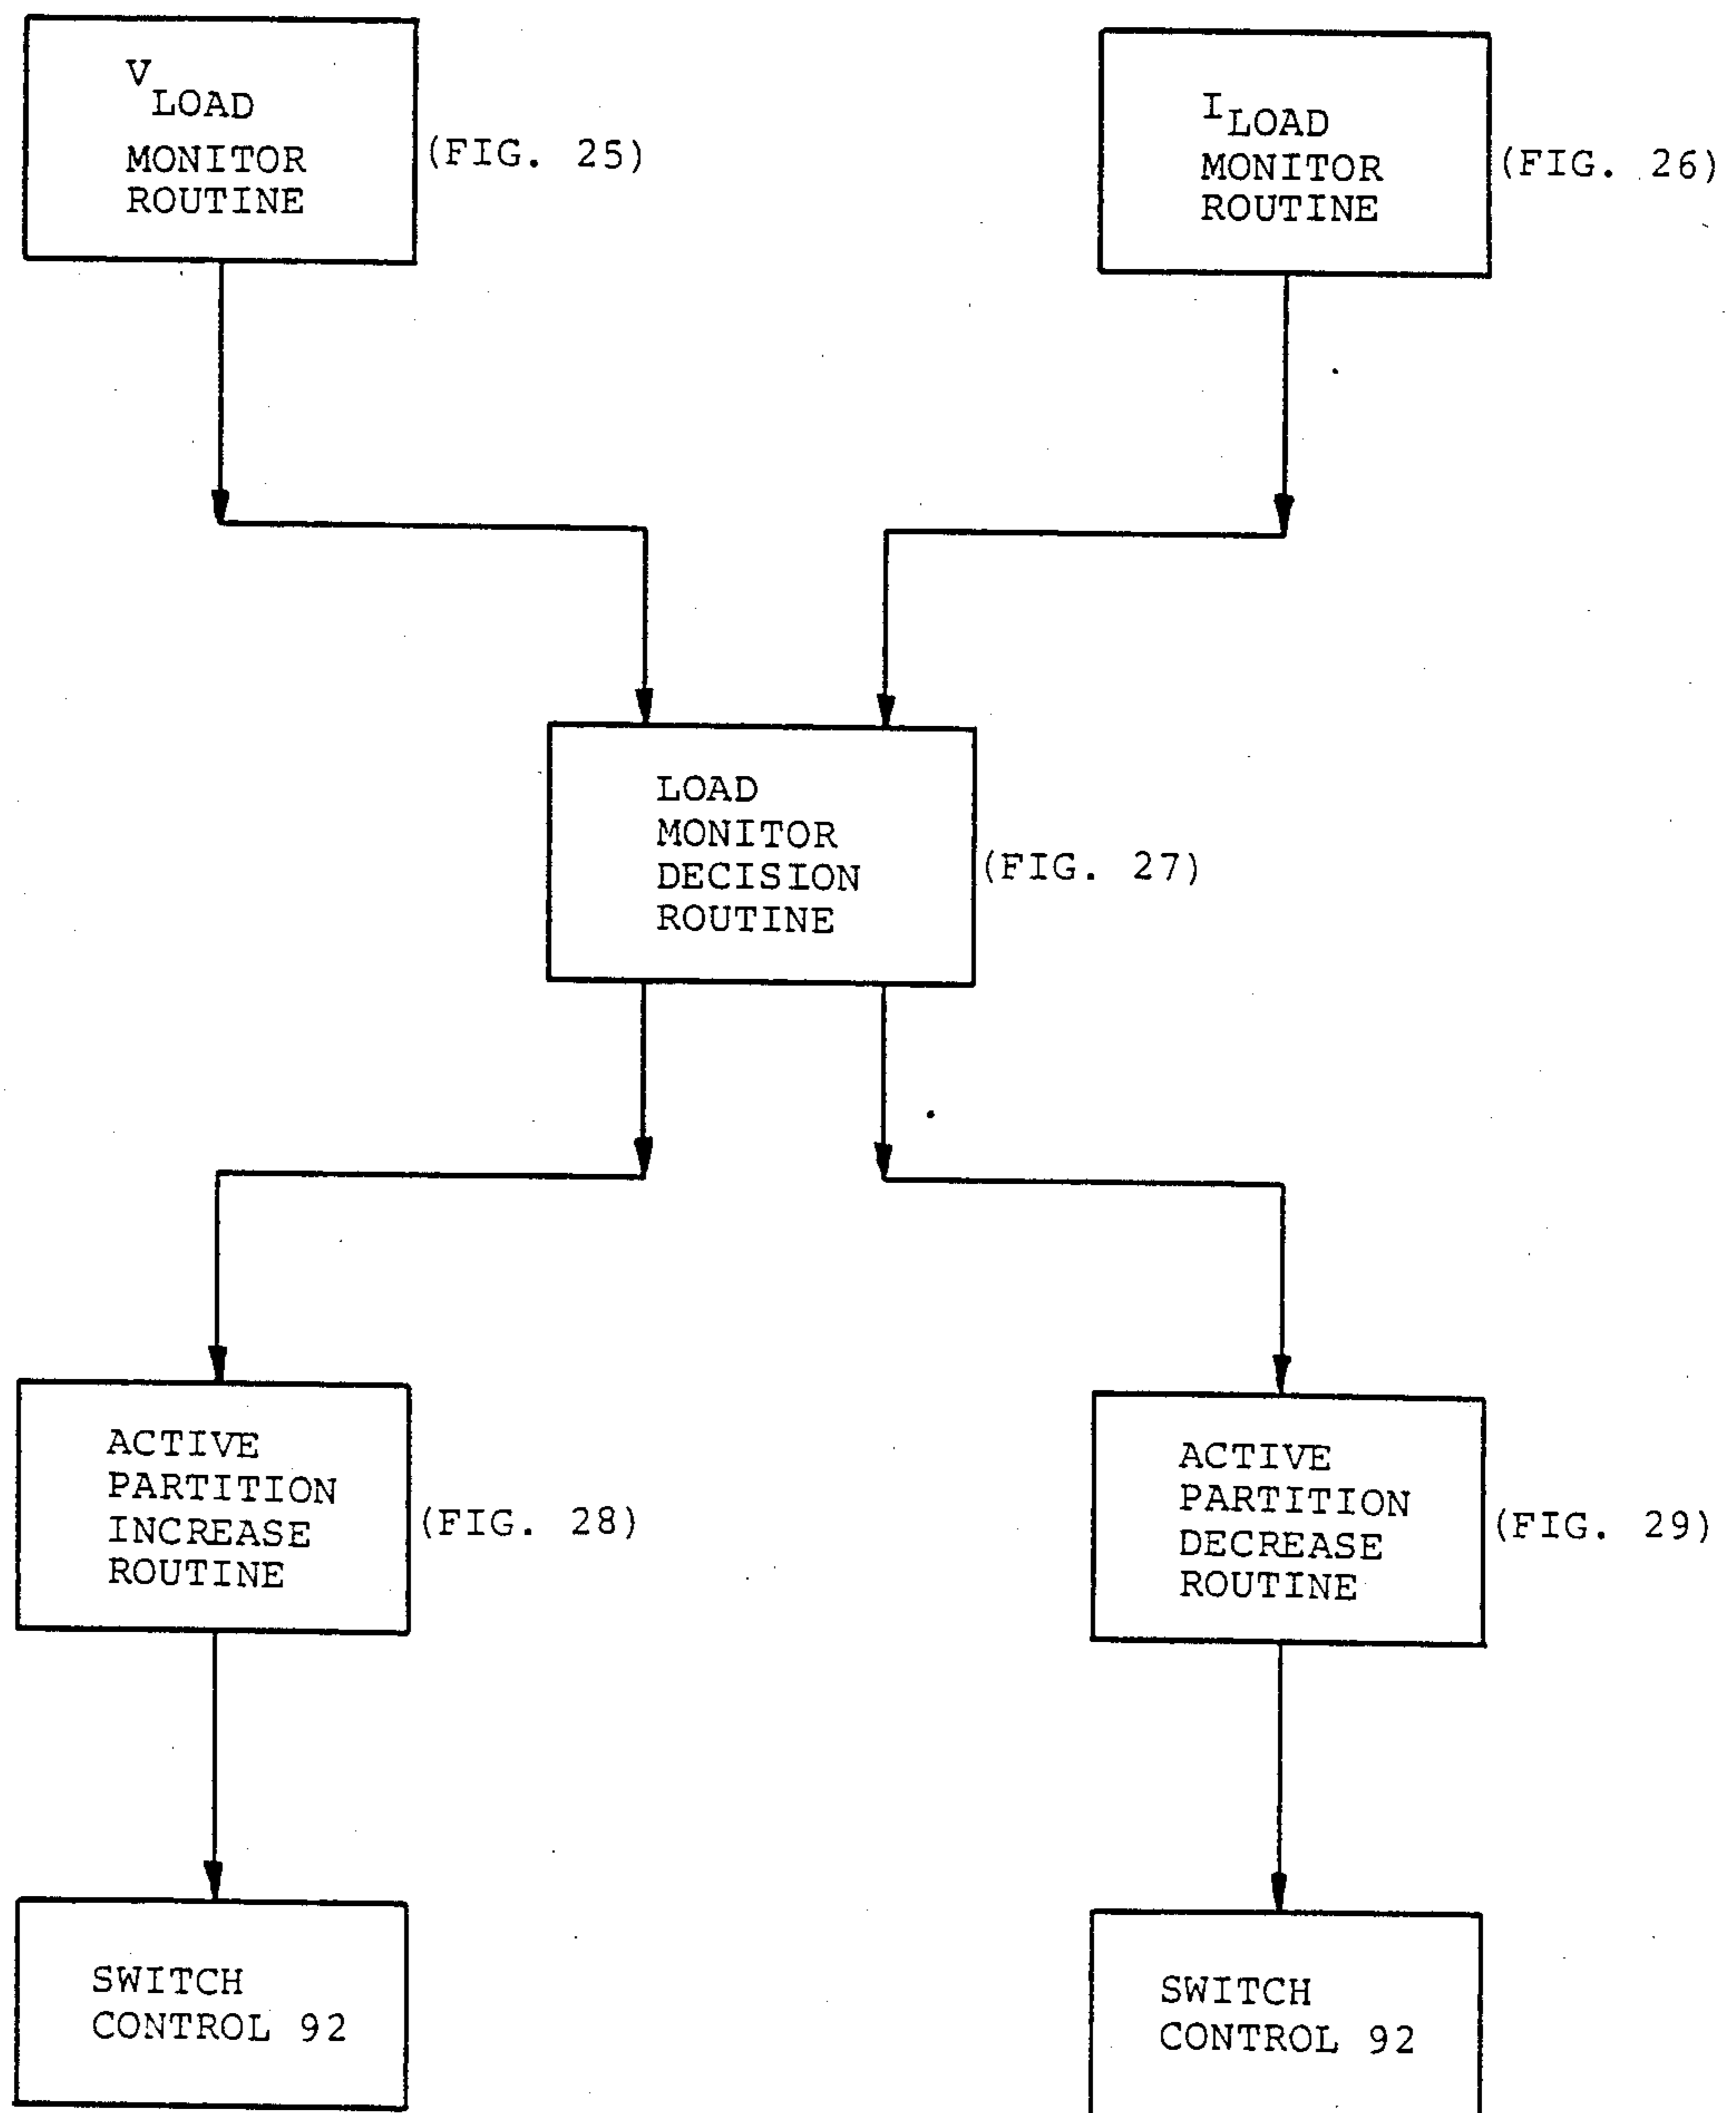 V
LOAD
MONITOR
ROUTINE
(FIG. 25)
I LOAD
MONITOR
ROUTINE
(FIG. 26)
LOAD
MONITOR
DECISION
ROUTINE
(FIG. 27)
ACTIVE
PARTITION
INCREASE
ROUTINE
(FIG. 28)
ACTIVE
PARTITION
DECREASE
ROUTINE
(FIG. 29)
SWITCH
CONTROL 92
SWITCH
CONTROL 92